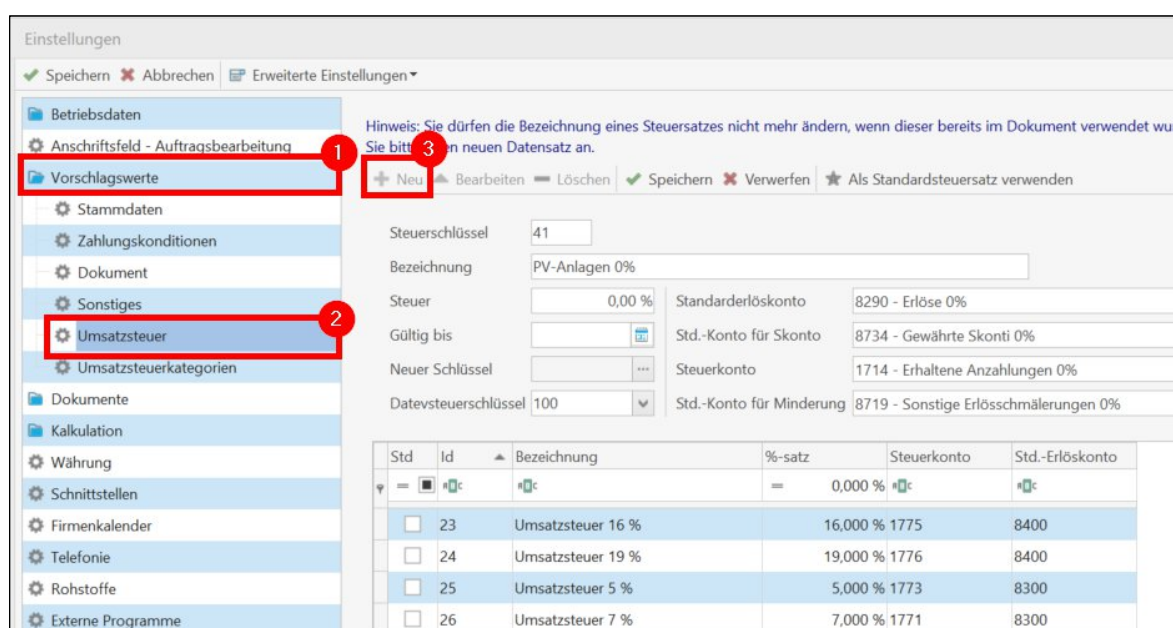 Einstellungen
Speichern Abbrechen Erweiterte Einstellungen
Betriebsdaten
Anschriftsfeld - Auftragsbearbeitung
1
Vorschlagswerte
Stammdaten
Zahlungskonditionen
Dokument
Sonstiges
2
Umsatzsteuer
Umsatzsteuerkategorien
Dokumente
Kalkulation
Währung
Schnittstellen
Firmenkalender
Telefonie
Rohstoffe
Externe Programme
Hinweis: Sie dürfen die Bezeichnung eines Steuersatzes nicht mehr ändern, wenn dieser bereits im Dokument verwendet
Sie bitte neuen Datensatz an.
3
Neu Bearbeiten Löschen Speichern Verwerfen Als Standardsteuersatz verwenden
Steuerschlüssel 41
Bezeichnung PV-Anlagen 0%
Steuer 0,00 % Standarderlöskonto 8290 - Erlöse 0%
Gültig bis Std.-Konto für Skonto 8734 - Gewährte Skonti 0%
Neuer Schlüssel ... Steuerkonto 1714 - Erhaltene Anzahlungen 0%
Datevsteuerschlüssel 100 Std.-Konto für Minderung 8719 - Sonstige Erlösschmälerungen 0%
Std Id Bezeichnung %-satz Steuerkonto Std.-Erlöskonto
= = 0,000 %
23 Umsatzsteuer 16 % 16,000 % 1775 8400
24 Umsatzsteuer 19 % 19,000 % 1776 8400
25 Umsatzsteuer 5 % 5,000 % 1773 8300
26 Umsatzsteuer 7 % 7,000 % 1771 8300